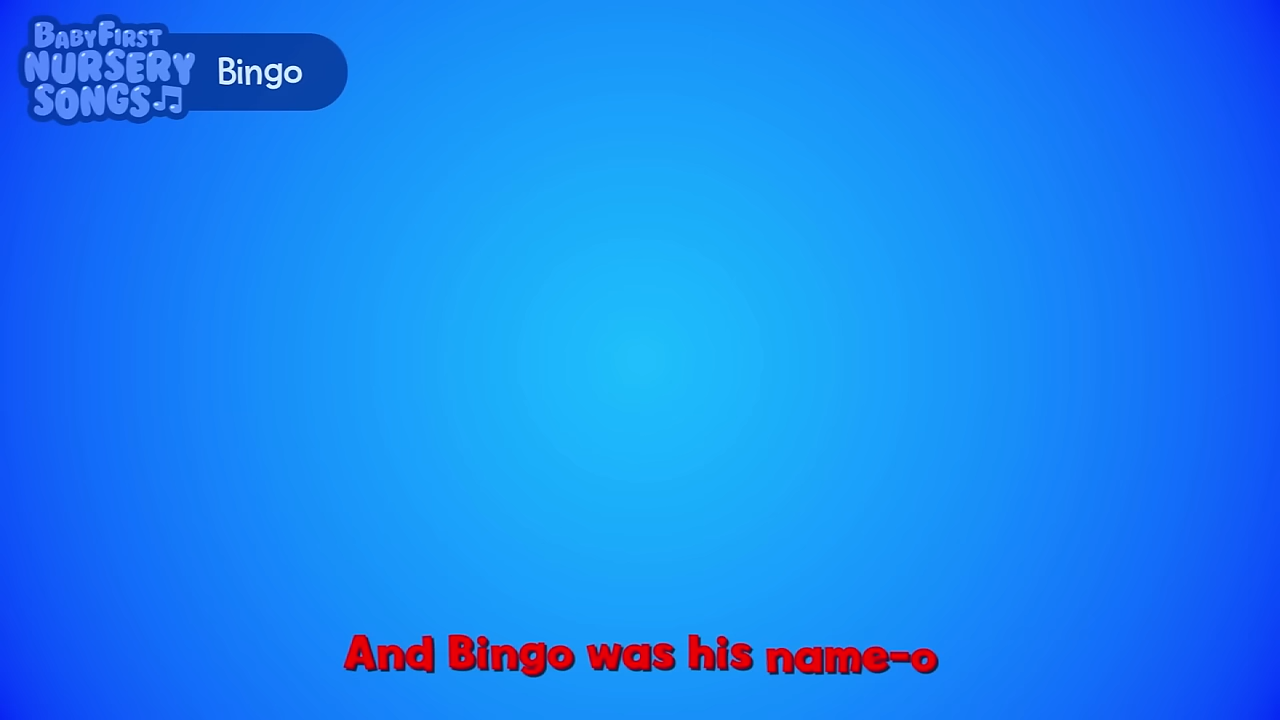 BABYFIRST
NURSERY
SONGS
Bingo
And Bingo was his name-o